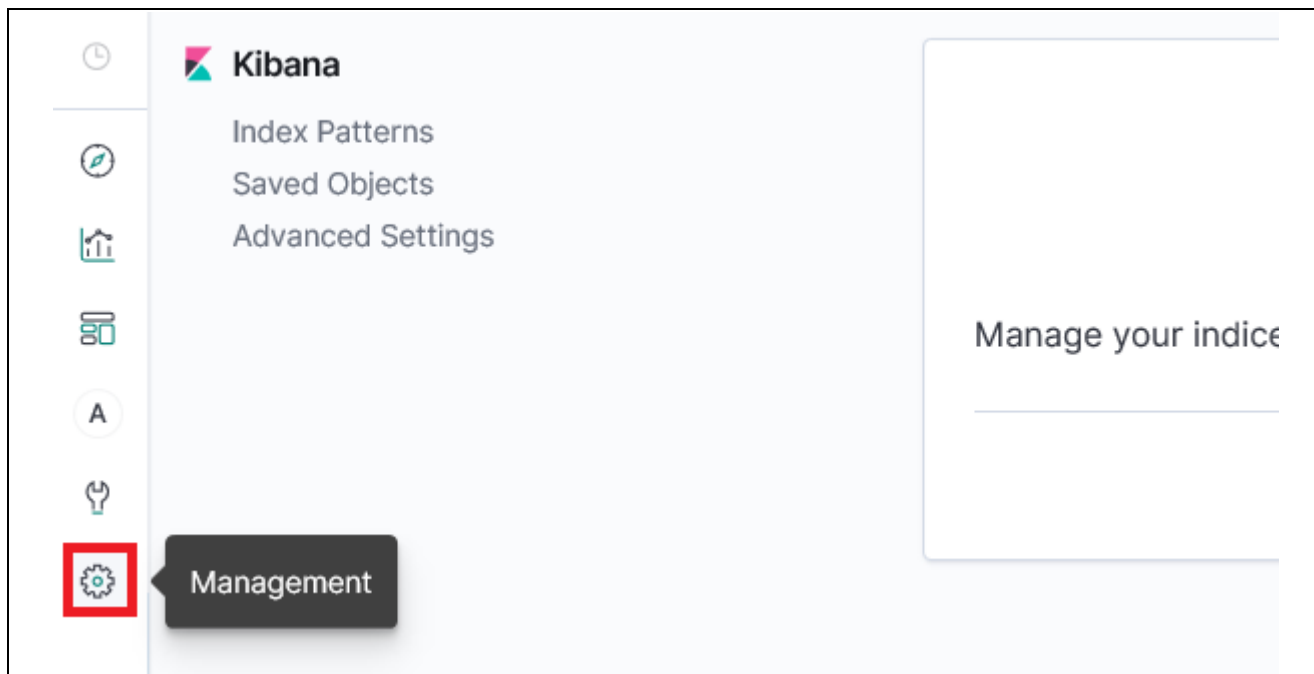 Kibana
Index Patterns
Saved Objects
Advanced Settings
Manage your indice
A
Management